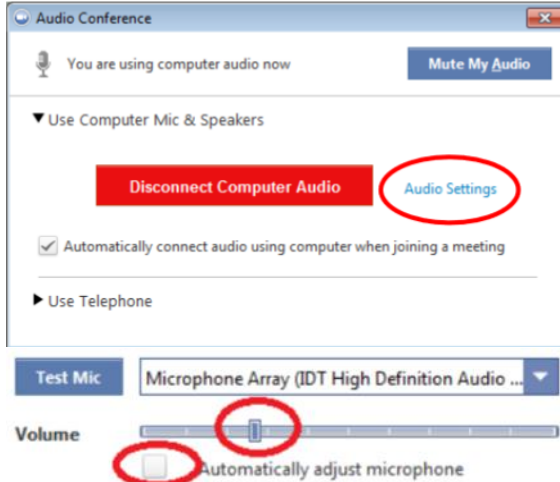 Audio Conference
You are using computer audio now
Mute My Audio
Use Computer Mic & Speakers
Disconnect Computer Audio
Audio Settings
Automatically connect audio using computer when joining a meeting
Use Telephone
Test Mic
Microphone Array (IDT High Definition Audio ...
Volume
Automatically adjust microphone